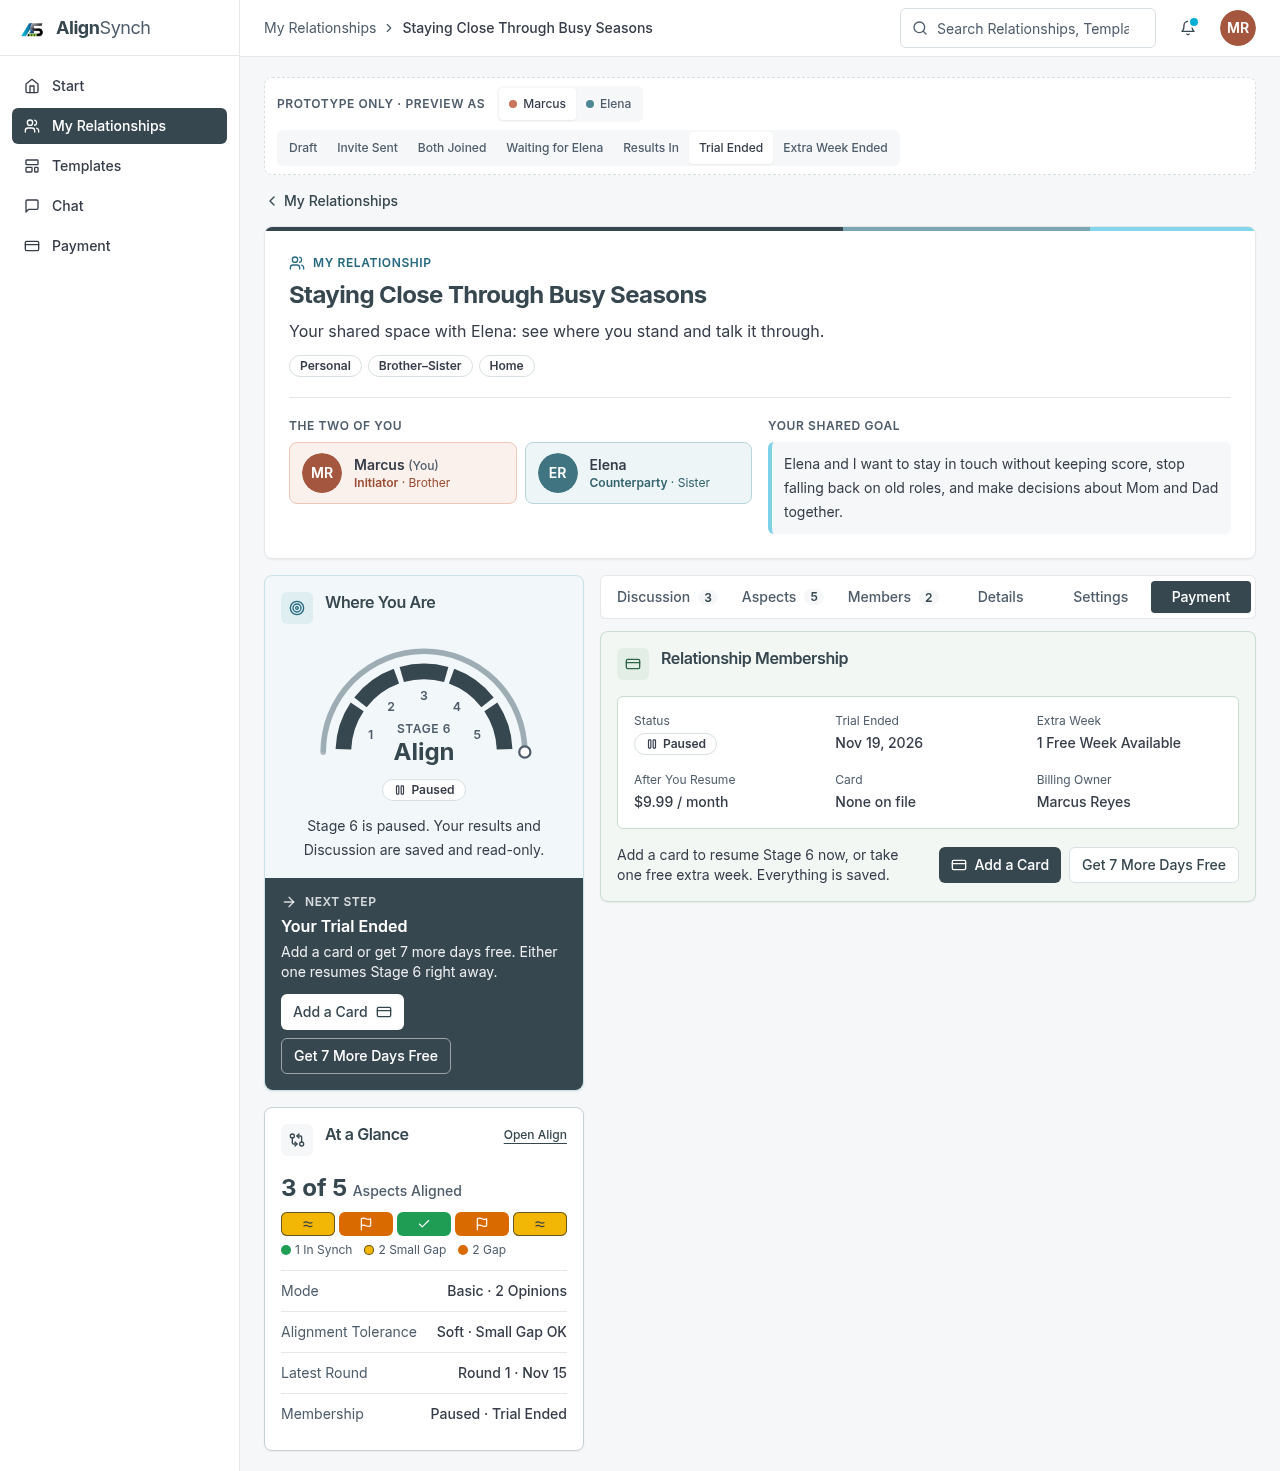 AlignSynch
My Relationships > Staying Close Through Busy Seasons
Search Relationships, Templa
MR
Start
My Relationships
Templates
Chat
Payment
PROTOTYPE ONLY · PREVIEW AS
Marcus
Elena
Draft
Invite Sent
Both Joined
Waiting for Elena
Results In
Trial Ended
Extra Week Ended
My Relationships
MY RELATIONSHIP
Staying Close Through Busy Seasons
Your shared space with Elena: see where you stand and talk it through.
Personal
Brother–Sister
Home
THE TWO OF YOU
MR
Marcus (You)
Initiator · Brother
ER
Elena
Counterparty · Sister
YOUR SHARED GOAL
Elena and I want to stay in touch without keeping score, stop
falling back on old roles, and make decisions about Mom and Dad
together.
Where You Are
1
2
3
4
5
STAGE 6
Align
Paused
Stage 6 is paused. Your results and
Discussion are saved and read-only.
NEXT STEP
Your Trial Ended
Add a card or get 7 more days free. Either
one resumes Stage 6 right away.
Add a Card
Get 7 More Days Free
At a Glance
Open Align
3 of 5 Aspects Aligned
1 In Synch
2 Small Gap
2 Gap
Mode
Basic · 2 Opinions
Alignment Tolerance
Soft · Small Gap OK
Latest Round
Round 1 · Nov 15
Membership
Paused · Trial Ended
Discussion 3
Aspects 5
Members 2
Details
Settings
Payment
Relationship Membership
Status
Paused
Trial Ended
Nov 19, 2026
Extra Week
1 Free Week Available
After You Resume
$9.99 / month
Card
None on file
Billing Owner
Marcus Reyes
Add a card to resume Stage 6 now, or take
one free extra week. Everything is saved.
Add a Card
Get 7 More Days Free